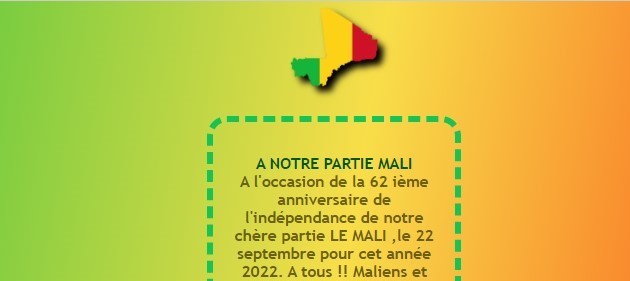 A NOTRE PARTIE MALI
A l'occasion de la 62 ième
anniversaire de
l'indépendance de notre
chère partie LE MALI ,le 22
septembre pour cet année
2022. A tous !! Maliens et